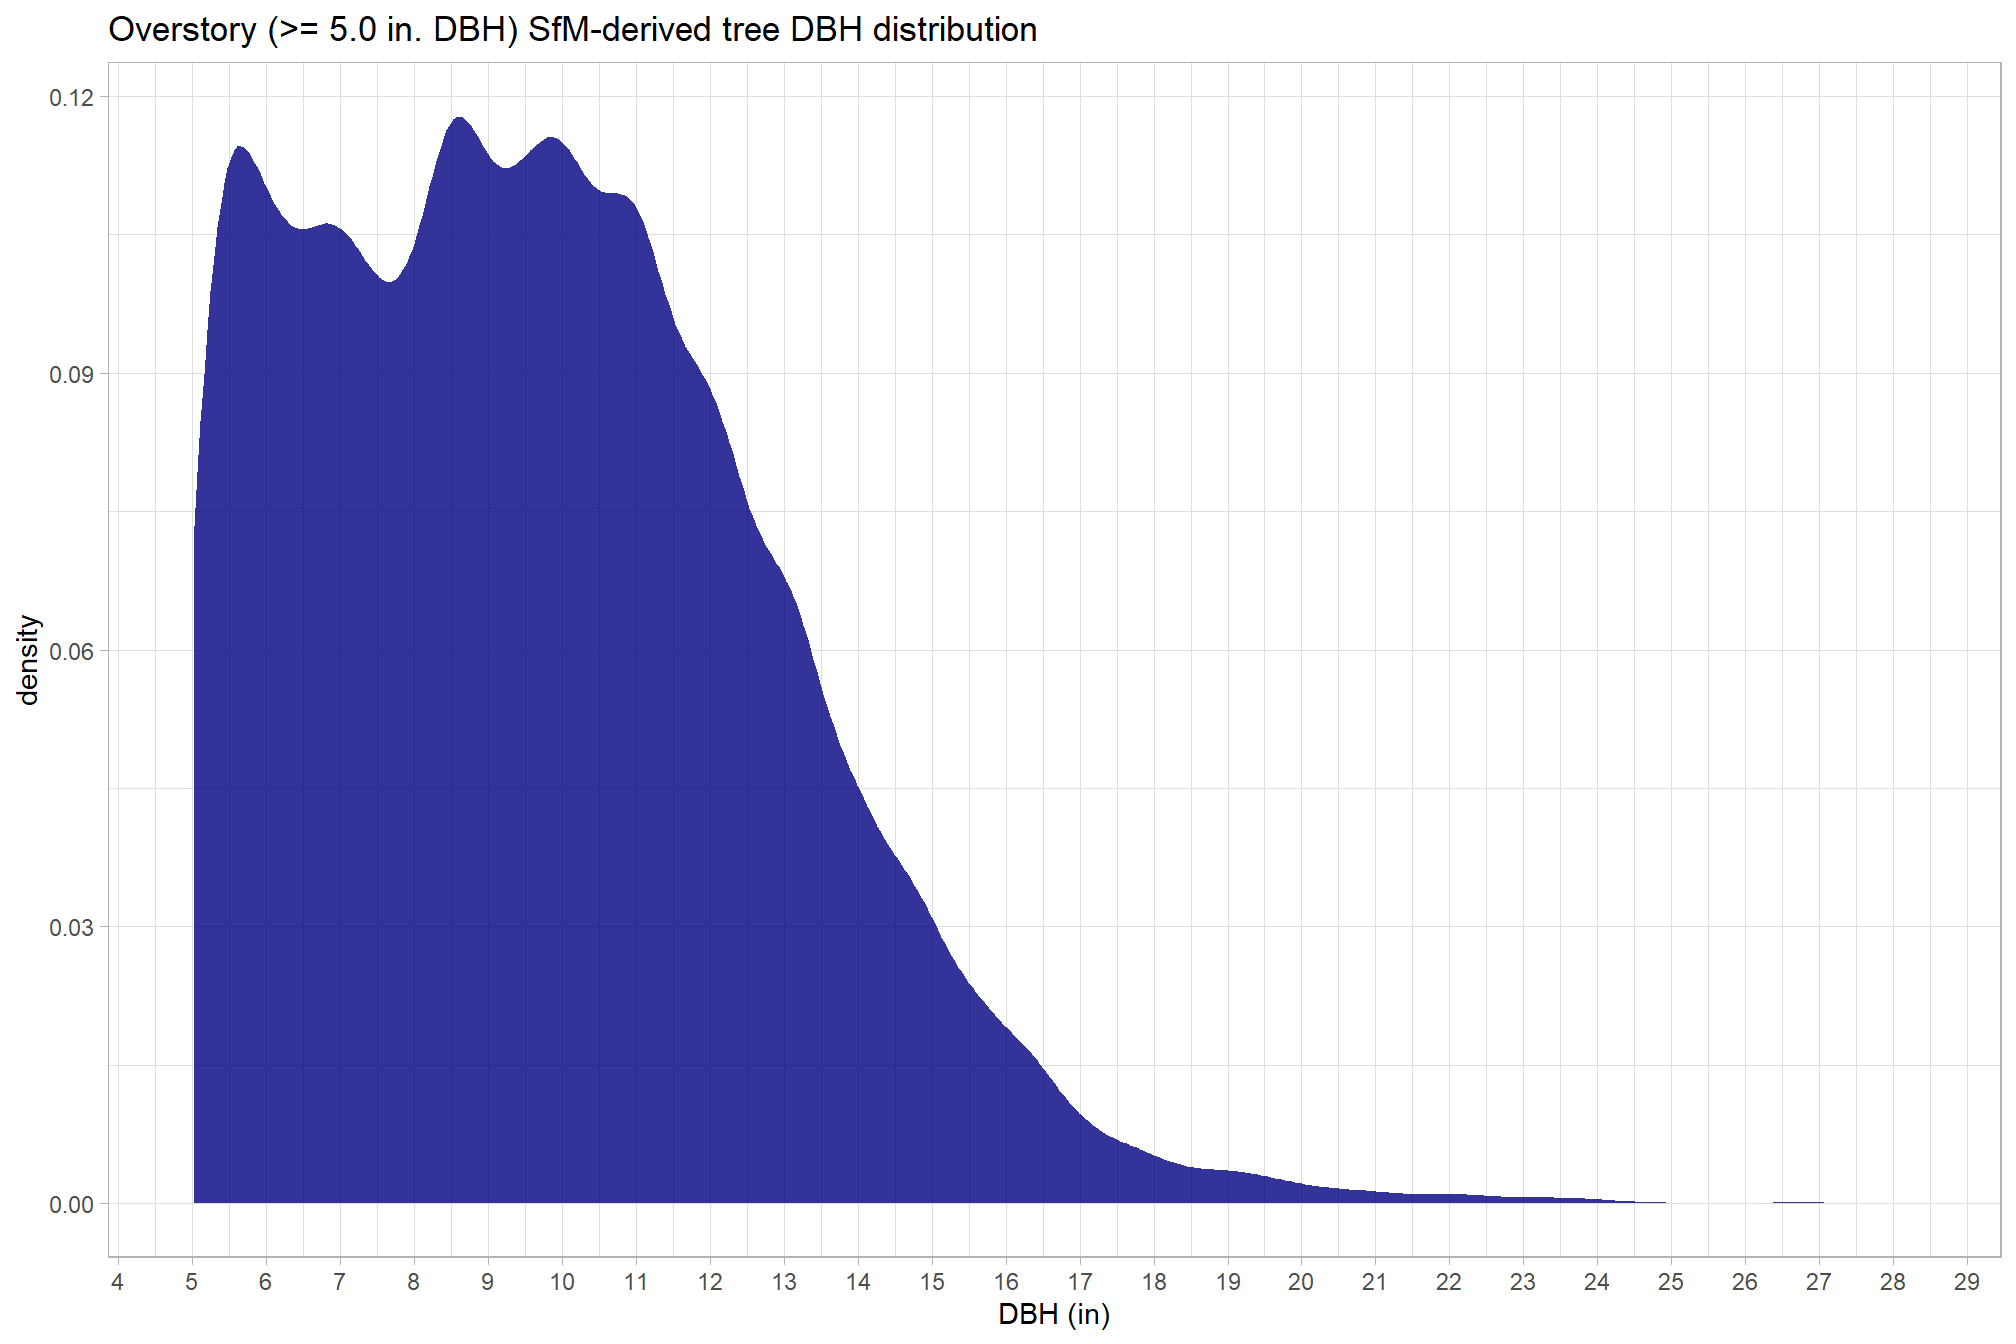 Overstory (>= 5.0 in. DBH) SfM-derived tree DBH distribution
0.12
0.09
0.06
0.03
0.00
density
4 5 6 7 8 9 10 11 12 13 14 15 16 17 18 19 20 21 22 23 24 25 26 27 28 29
DBH (in)